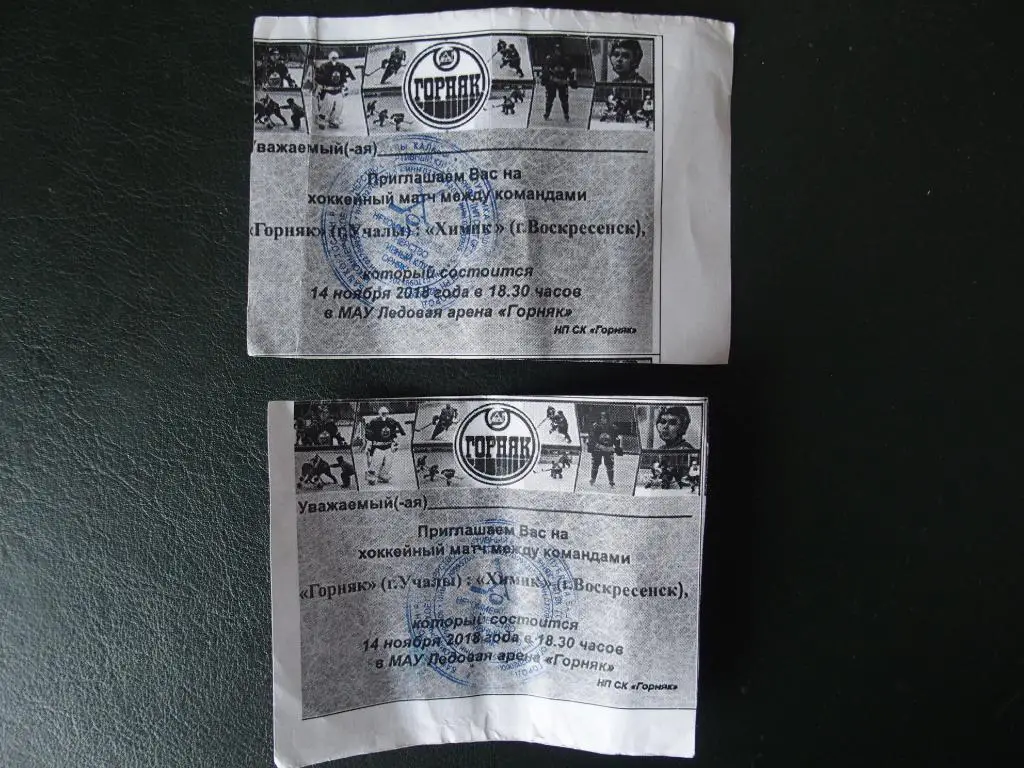 ГОРНЯК
Уважаемый(-ая)
Приглашаем Вас на
хоккейный матч между командами
«Горняк» (г.Учалы) : «Химик» (г.Воскресенск),
который состоится
14 ноября 2018 года в 18.30 часов
в МАУ Ледовая арена «Горняк»
НП СК «Горняк»
ГОРНЯК
Уважаемый(-ая)
Приглашаем Вас на
хоккейный матч между командами
«Горняк» (г.Учалы) : «Химик» (г.Воскресенск),
который состоится
14 ноября 2018 года в 18.30 часов
в МАУ Ледовая арена «Горняк»
НП СК «Горняк»